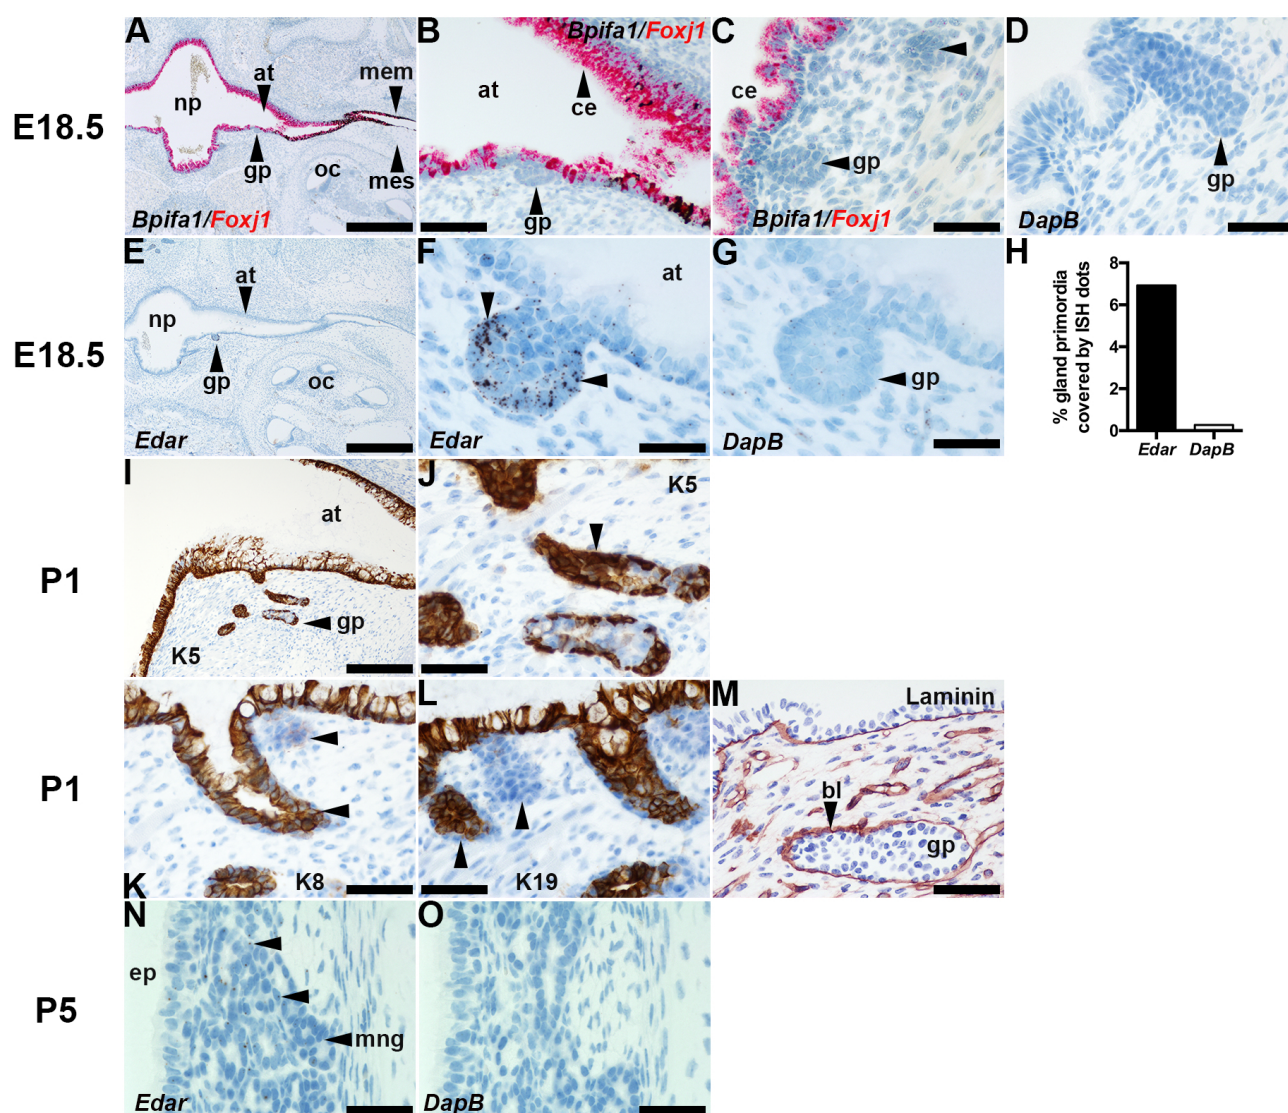 A
np
at
mem
gp
oc
mes
Bpifa1/Foxj1
B
Bpifa1/Foxj1
at
ce
gp
C
ce
gp
Bpifa1/Foxj1
D
gp
DapB
E18.5
E
at
np
gp
oc
Edar
F
at
Edar
G
gp
DapB
H
% gland primordia
covered by ISH dots
8
6
4
2
0
Edar DapB
E18.5
I
at
gp
K5
J
K5
P1
K
K8
L
K19
M
Laminin
bl
gp
P1
N
ep
mng
Edar
O
DapB
P5